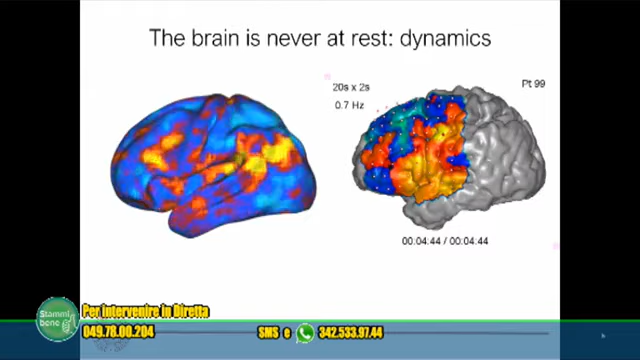 The brain is never at rest: dynamics
20s x 2s
0.7 Hz
Pt 99
00:04:44 / 00:04:44
Stammi bene
Per intervenire in Diretta
049.78.00.204
SMS e 342.533.97.44